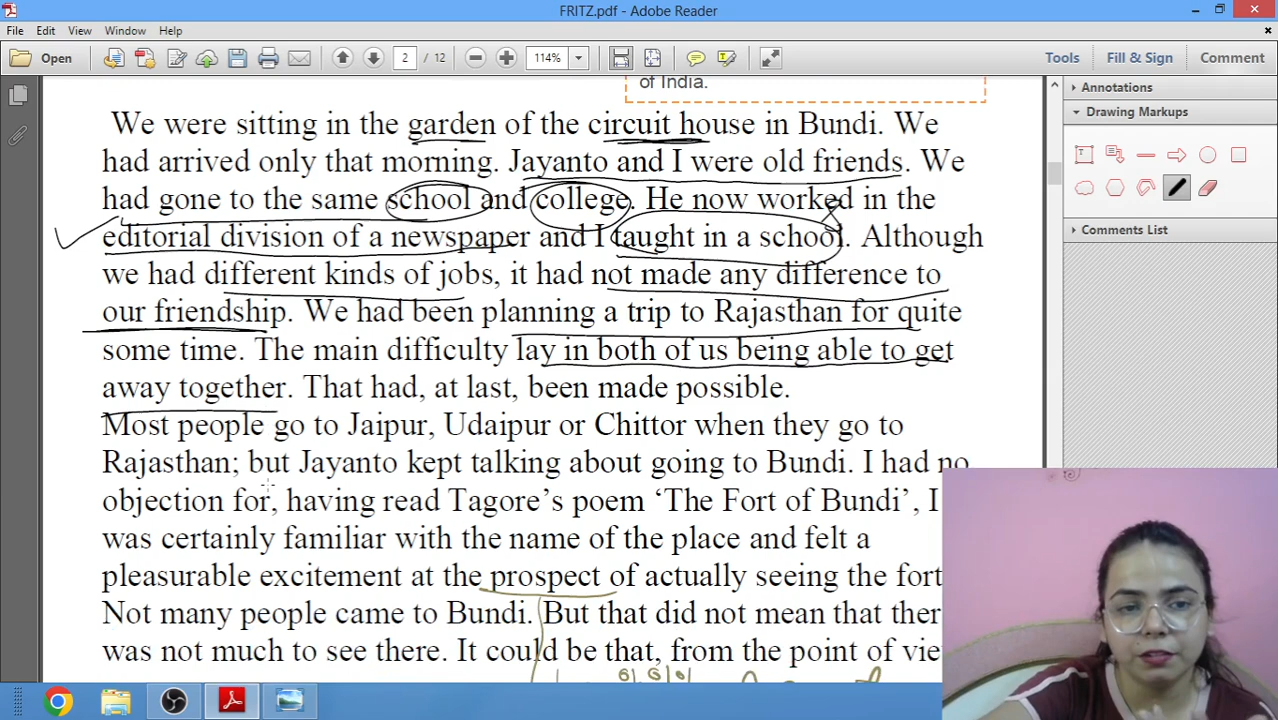 FRITZ.pdf - Adobe Reader
File Edit View Window Help
Open 2 / 12 114% Tools Fill & Sign Comment
of India.
Annotations
Drawing Markups
Comments List
We were sitting in the garden of the circuit house in Bundi. We
had arrived only that morning. Jayanto and I were old friends. We
had gone to the same school and college. He now worked in the
editorial division of a newspaper and I taught in a school. Although
we had different kinds of jobs, it had not made any difference to
our friendship. We had been planning a trip to Rajasthan for quite
some time. The main difficulty lay in both of us being able to get
away together. That had, at last, been made possible.
Most people go to Jaipur, Udaipur or Chittor when they go to
Rajasthan; but Jayanto kept talking about going to Bundi. I had no
objection for, having read Tagore’s poem ‘The Fort of Bundi’, I
was certainly familiar with the name of the place and felt a
pleasurable excitement at the prospect of actually seeing the fort
Not many people came to Bundi. But that did not mean that ther
was not much to see there. It could be that, from the point of vie